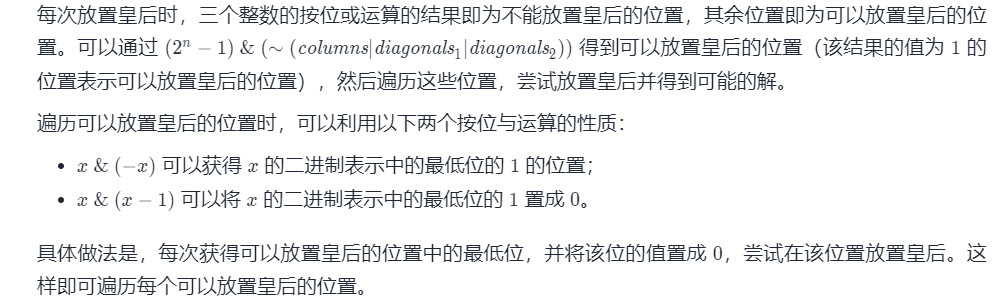 每次放置皇后时，三个整数的按位或运算的结果即为不能放置皇后的位置，其余位置即为可以放置皇后的位
置。可以通过 (2ⁿ − 1) & (∼ (columns|diagonals₁|diagonals₂)) 得到可以放置皇后的位置（该结果的值为 1 的
位置表示可以放置皇后的位置），然后遍历这些位置，尝试放置皇后并得到可能的解。
遍历可以放置皇后的位置时，可以利用以下两个按位与运算的性质：
• x & (−x) 可以获得 x 的二进制表示中的最低位的 1 的位置；
• x & (x − 1) 可以将 x 的二进制表示中的最低位的 1 置成 0。
具体做法是，每次获得可以放置皇后的位置中的最低位，并将该位的值置成 0，尝试在该位置放置皇后。这
样即可遍历每个可以放置皇后的位置。